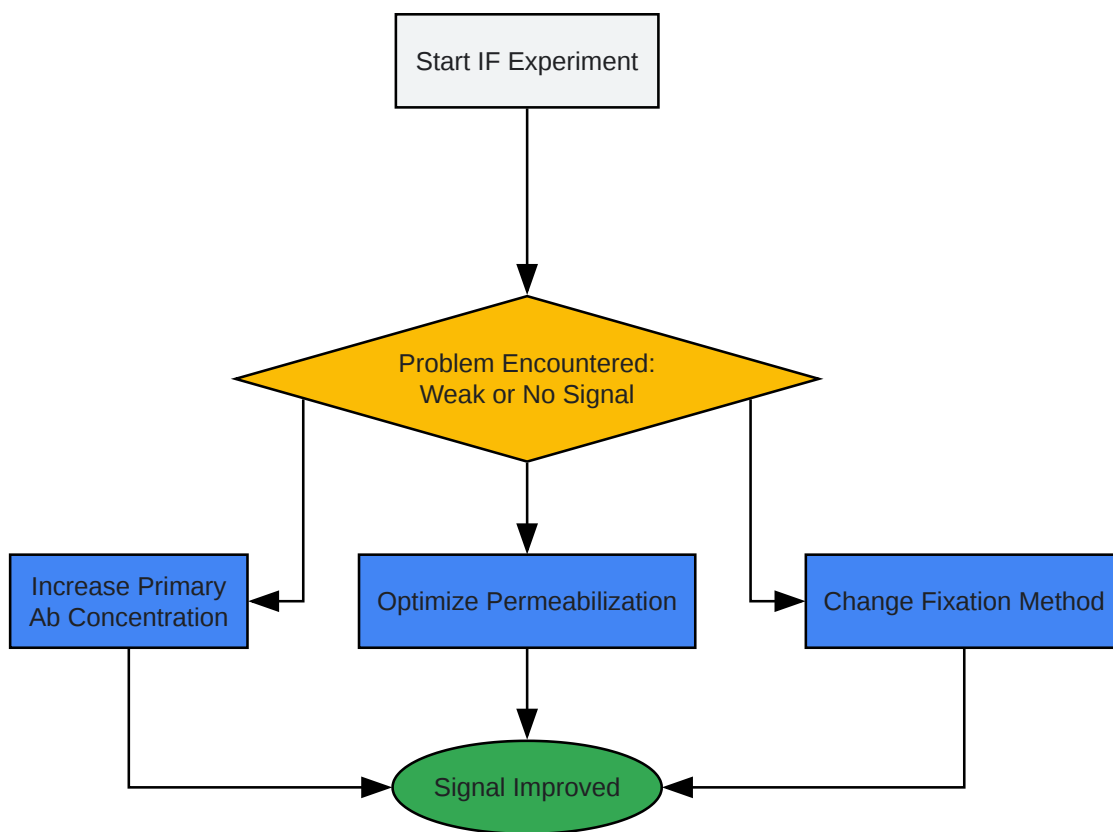 Start IF Experiment
Problem Encountered:
Weak or No Signal
Increase Primary
Ab Concentration
Optimize Permeabilization
Change Fixation Method
Signal Improved